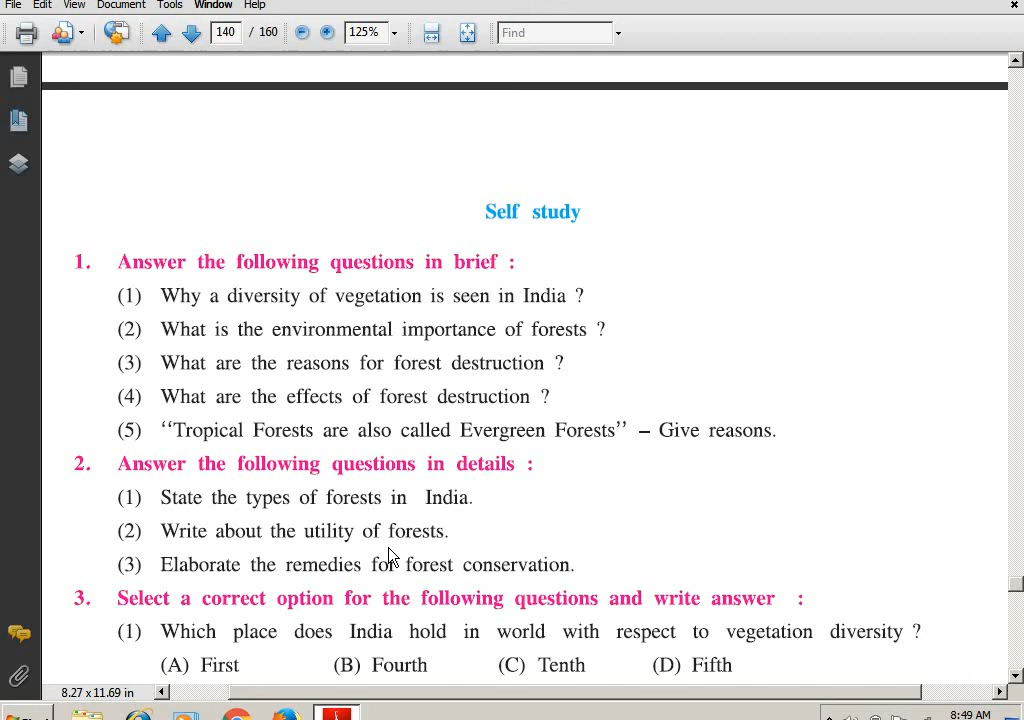 File Edit View Document Tools Window Help
140 / 160 125% Find
Self study
1. Answer the following questions in brief :
(1) Why a diversity of vegetation is seen in India ?
(2) What is the environmental importance of forests ?
(3) What are the reasons for forest destruction ?
(4) What are the effects of forest destruction ?
(5) ‘‘Tropical Forests are also called Evergreen Forests’’ – Give reasons.
2. Answer the following questions in details :
(1) State the types of forests in India.
(2) Write about the utility of forests.
(3) Elaborate the remedies for forest conservation.
3. Select a correct option for the following questions and write answer :
(1) Which place does India hold in world with respect to vegetation diversity ?
(A) First (B) Fourth (C) Tenth (D) Fifth
8.27 x 11.69 in
8:49 AM